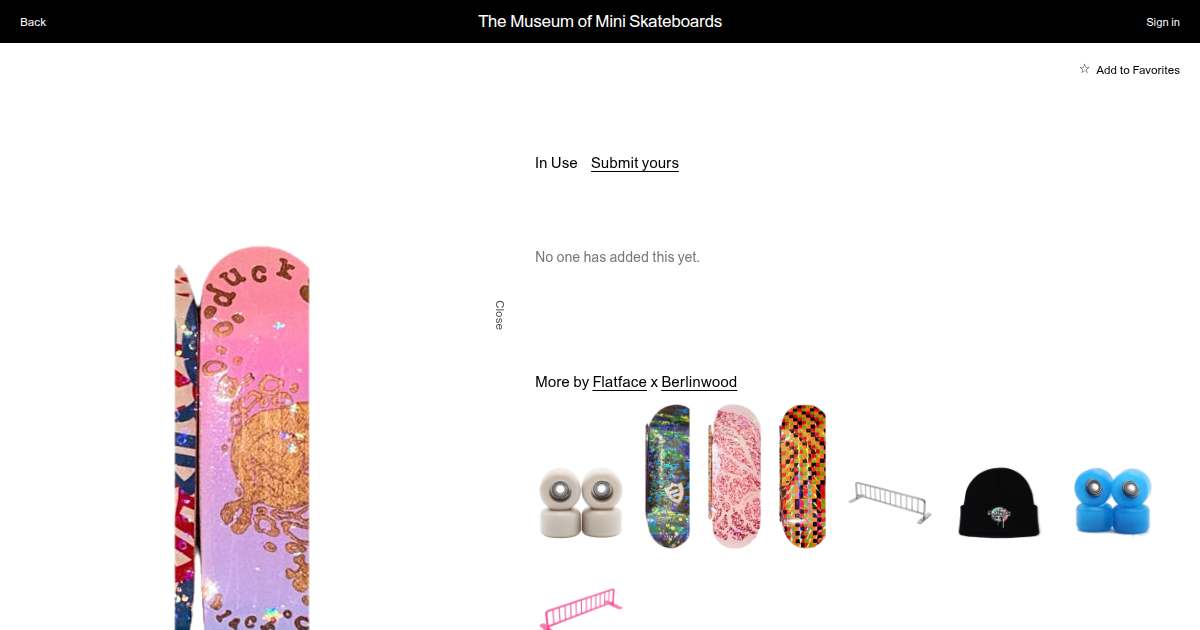 Back
The Museum of Mini Skateboards
Sign in
☆ Add to Favorites
In Use Submit yours
duck
No one has added this yet.
Close
More by Flatface x Berlinwood